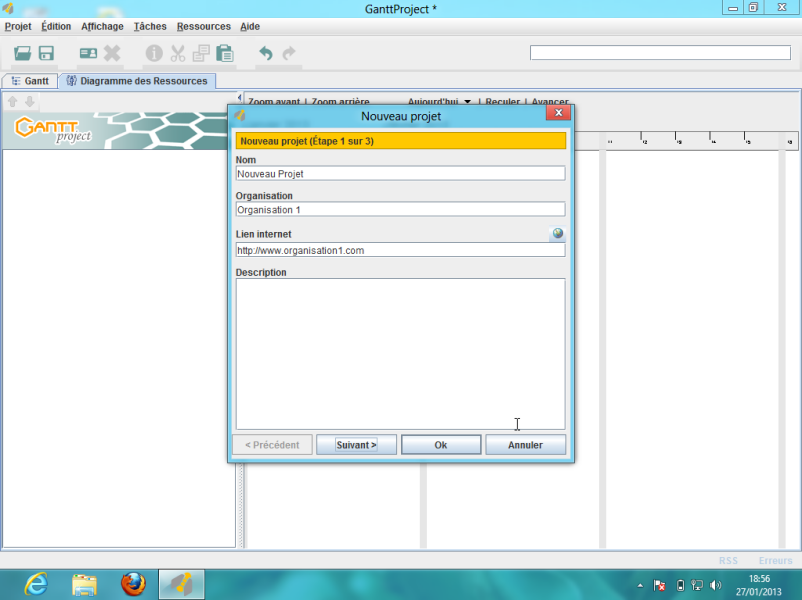 GanttProject *
Projet Édition Affichage Tâches Ressources Aide
Gantt Diagramme des Ressources
Zoom avant | Zoom arrière Aujourd'hui | Reculer | Avancer
GANTT project
Nouveau projet
Nouveau projet (Étape 1 sur 3)
Nom
Nouveau Projet
Organisation
Organisation 1
Lien internet
http://www.organisation1.com
Description
< Précédent Suivant > Ok Annuler
RSS Erreurs
18:56
27/01/2013